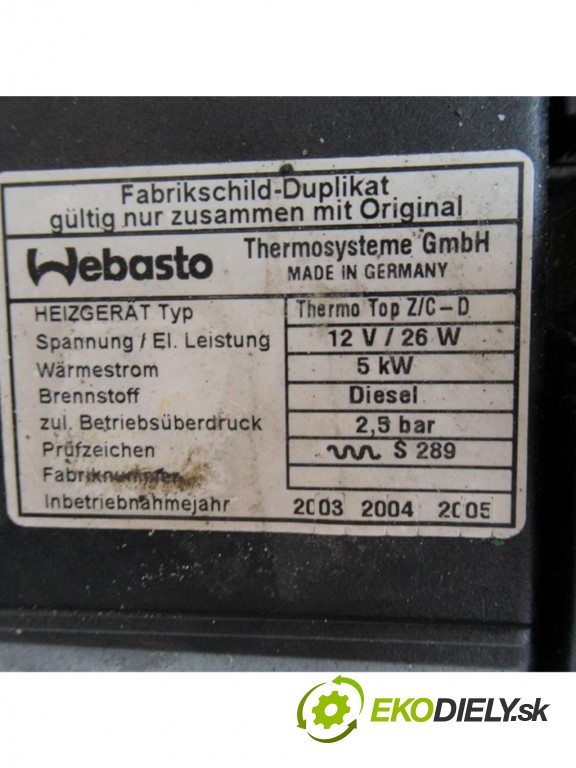 Fabrikschild-Duplikat
gültig nur zusammen mit Original
Webasto Thermosysteme GmbH
MADE IN GERMANY
HEIZGERÄT Typ Thermo Top Z/C-D
Spannung / El. Leistung 12 V / 26 W
Wärmestrom 5 kW
Brennstoff Diesel
zul. Betriebsüberdruck 2,5 bar
Prüfzeichen S 289
Fabriknummer
Inbetriebnahmejahr 2003 2004 2005
EKODIELY.sk